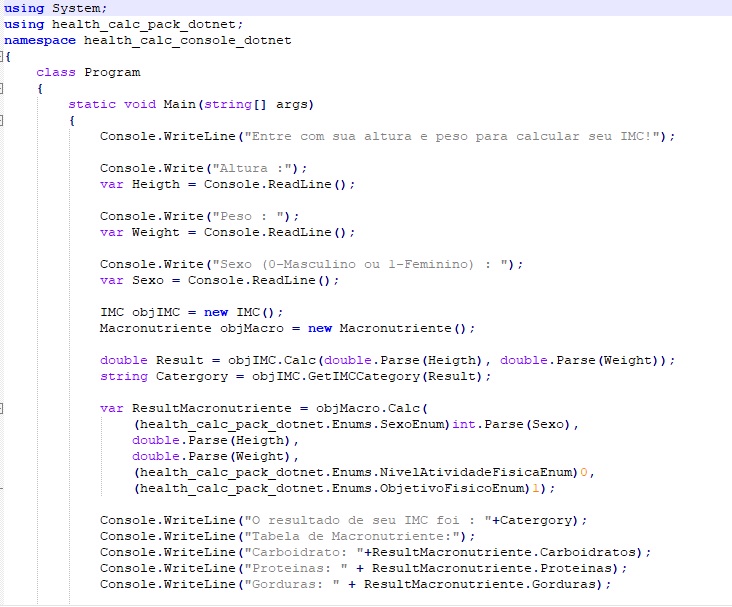 using System;
using health_calc_pack_dotnet;
namespace health_calc_console_dotnet
{
class Program
{
static void Main(string[] args)
{
Console.WriteLine("Entre com sua altura e peso para calcular seu IMC!");
Console.Write("Altura :");
var Heigth = Console.ReadLine();
Console.Write("Peso : ");
var Weight = Console.ReadLine();
Console.Write("Sexo (0-Masculino ou 1-Feminino) : ");
var Sexo = Console.ReadLine();
IMC objIMC = new IMC();
Macronutriente objMacro = new Macronutriente();
double Result = objIMC.Calc(double.Parse(Heigth), double.Parse(Weight));
string Catergory = objIMC.GetIMCCategory(Result);
var ResultMacronutriente = objMacro.Calc(
(health_calc_pack_dotnet.Enums.SexoEnum)int.Parse(Sexo),
double.Parse(Heigth),
double.Parse(Weight),
(health_calc_pack_dotnet.Enums.NivelAtividadeFisicaEnum)0,
(health_calc_pack_dotnet.Enums.ObjetivoFisicoEnum)1);
Console.WriteLine("O resultado de seu IMC foi : "+Catergory);
Console.WriteLine("Tabela de Macronutriente:");
Console.WriteLine("Carboidrato: "+ResultMacronutriente.Carboidratos);
Console.WriteLine("Proteinas: " + ResultMacronutriente.Proteinas);
Console.WriteLine("Gorduras: " + ResultMacronutriente.Gorduras);